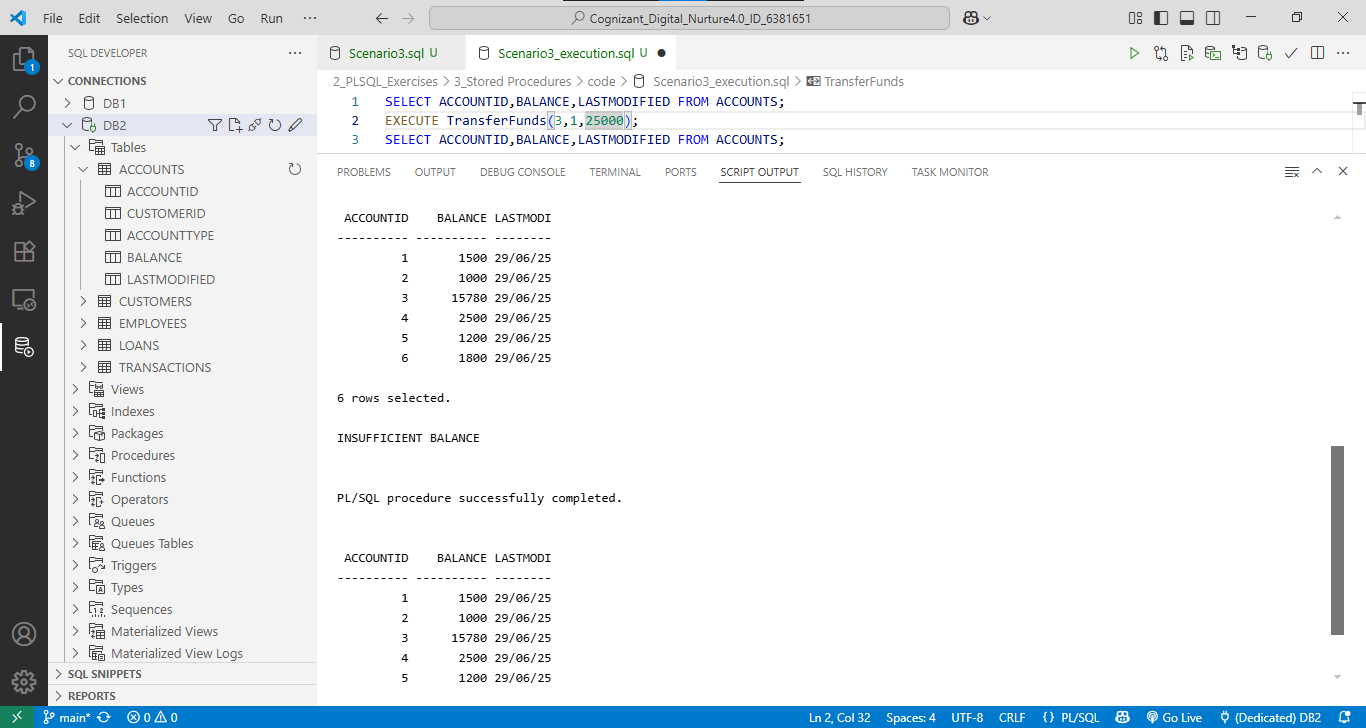 File Edit Selection View Go Run ··· Cognizant_Digital_Nurture4.0_ID_6381651
SQL DEVELOPER ···
CONNECTIONS
DB1
DB2
Tables
ACCOUNTS
ACCOUNTID
CUSTOMERID
ACCOUNTTYPE
BALANCE
LASTMODIFIED
CUSTOMERS
EMPLOYEES
LOANS
TRANSACTIONS
Views
Indexes
Packages
Procedures
Functions
Operators
Queues
Queues Tables
Triggers
Types
Sequences
Materialized Views
Materialized View Logs
SQL SNIPPETS
REPORTS
1
8
Scenario3.sql U Scenario3_execution.sql U ●
2_PLSQL_Exercises > 3_Stored Procedures > code > Scenario3_execution.sql > TransferFunds
1 SELECT ACCOUNTID,BALANCE,LASTMODIFIED FROM ACCOUNTS;
2 EXECUTE TransferFunds(3,1,25000);
3 SELECT ACCOUNTID,BALANCE,LASTMODIFIED FROM ACCOUNTS;
PROBLEMS OUTPUT DEBUG CONSOLE TERMINAL PORTS SCRIPT OUTPUT SQL HISTORY TASK MONITOR
ACCOUNTID BALANCE LASTMODI
---------- ---------- --------
1 1500 29/06/25
2 1000 29/06/25
3 15780 29/06/25
4 2500 29/06/25
5 1200 29/06/25
6 1800 29/06/25
6 rows selected.
INSUFFICIENT BALANCE
PL/SQL procedure successfully completed.
ACCOUNTID BALANCE LASTMODI
---------- ---------- --------
1 1500 29/06/25
2 1000 29/06/25
3 15780 29/06/25
4 2500 29/06/25
5 1200 29/06/25
main* 0 0 Ln 2, Col 32 Spaces: 4 UTF-8 CRLF {} PL/SQL Go Live (Dedicated) DB2